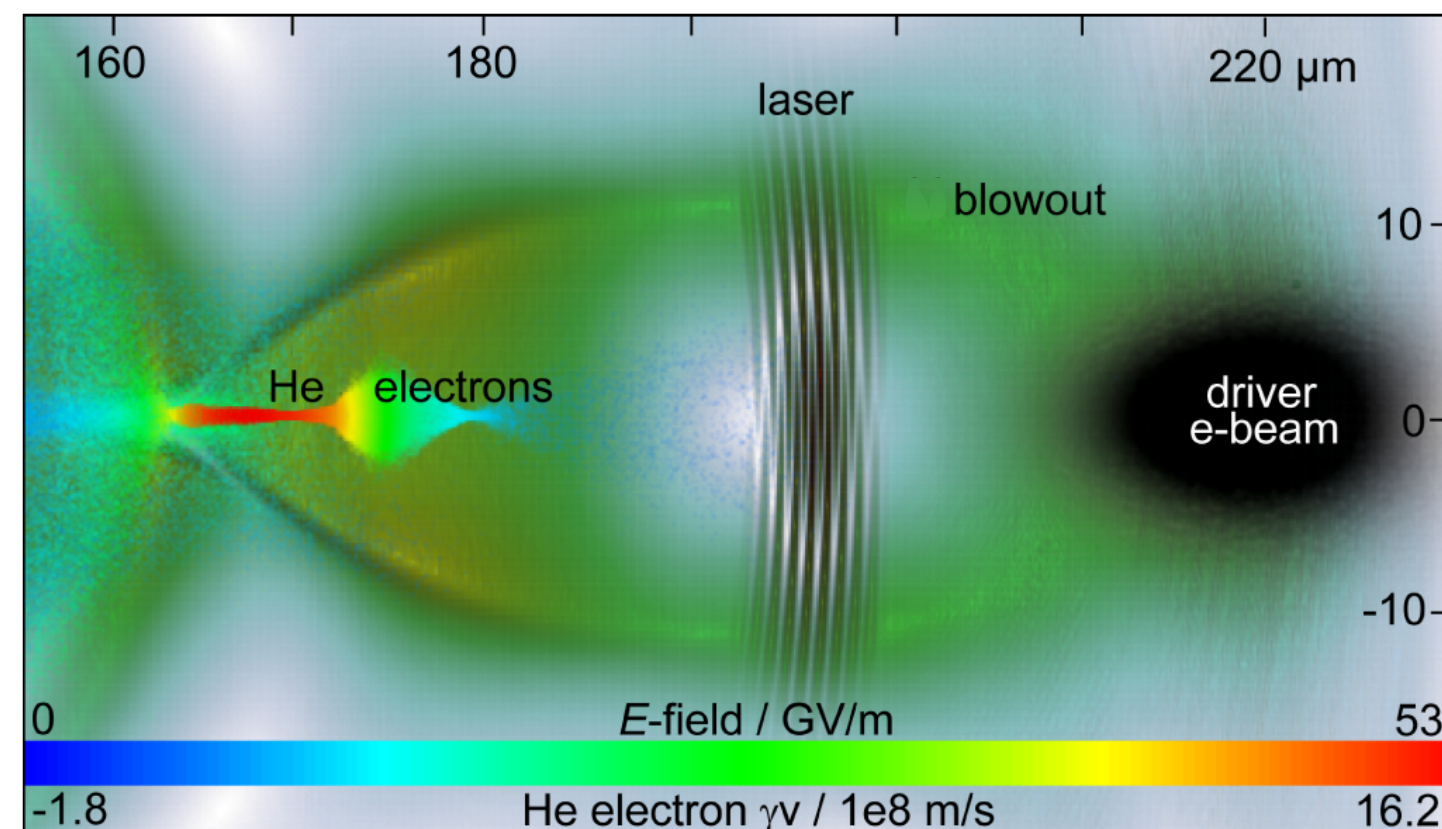 160 180 220 μm
laser
blowout
10
He electrons
driver
e-beam
0
-10
0 E-field / GV/m 53
-1.8 He electron γv / 1e8 m/s 16.2